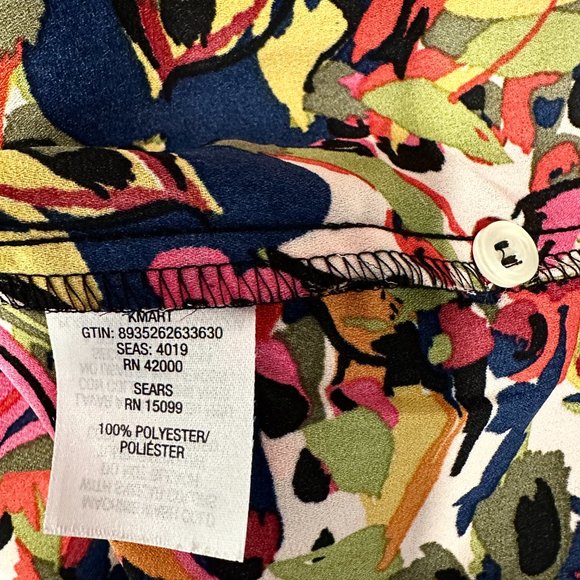 KMART
GTIN: 8935262633630
SEAS: 4019
RN 42000
SEARS
RN 15099
100% POLYESTER/
POLIÉSTER